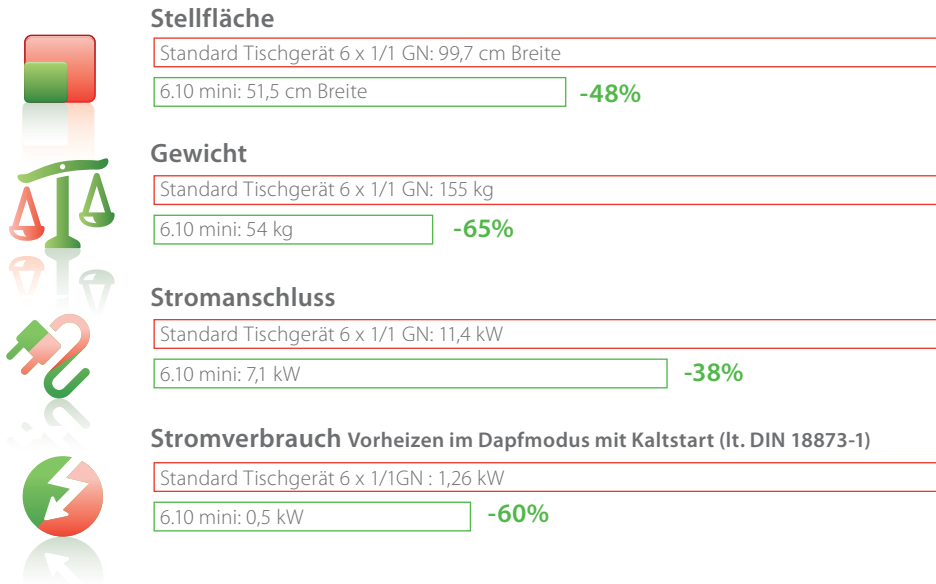 Stellfläche
Standard Tischgerät 6 x 1/1 GN: 99,7 cm Breite
6.10 mini: 51,5 cm Breite -48%
Gewicht
Standard Tischgerät 6 x 1/1 GN: 155 kg
6.10 mini: 54 kg -65%
Stromanschluss
Standard Tischgerät 6 x 1/1 GN: 11,4 kW
6.10 mini: 7,1 kW -38%
Stromverbrauch Vorheizen im Dapfmodus mit Kaltstart (lt. DIN 18873-1)
Standard Tischgerät 6 x 1/1GN : 1,26 kW
6.10 mini: 0,5 kW -60%